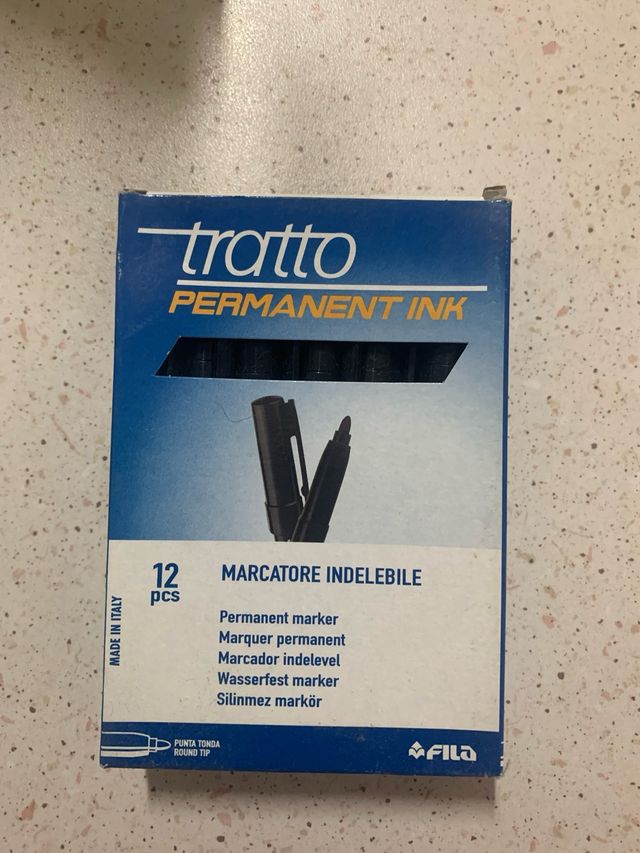 tratto
PERMANENT INK
12
pcs
MARCATORE INDELEBILE
Permanent marker
Marquer permanent
Marcador indelevel
Wasserfest marker
Silinmez markör
MADE IN ITALY
PUNTA TONDA
ROUND TIP
FILA